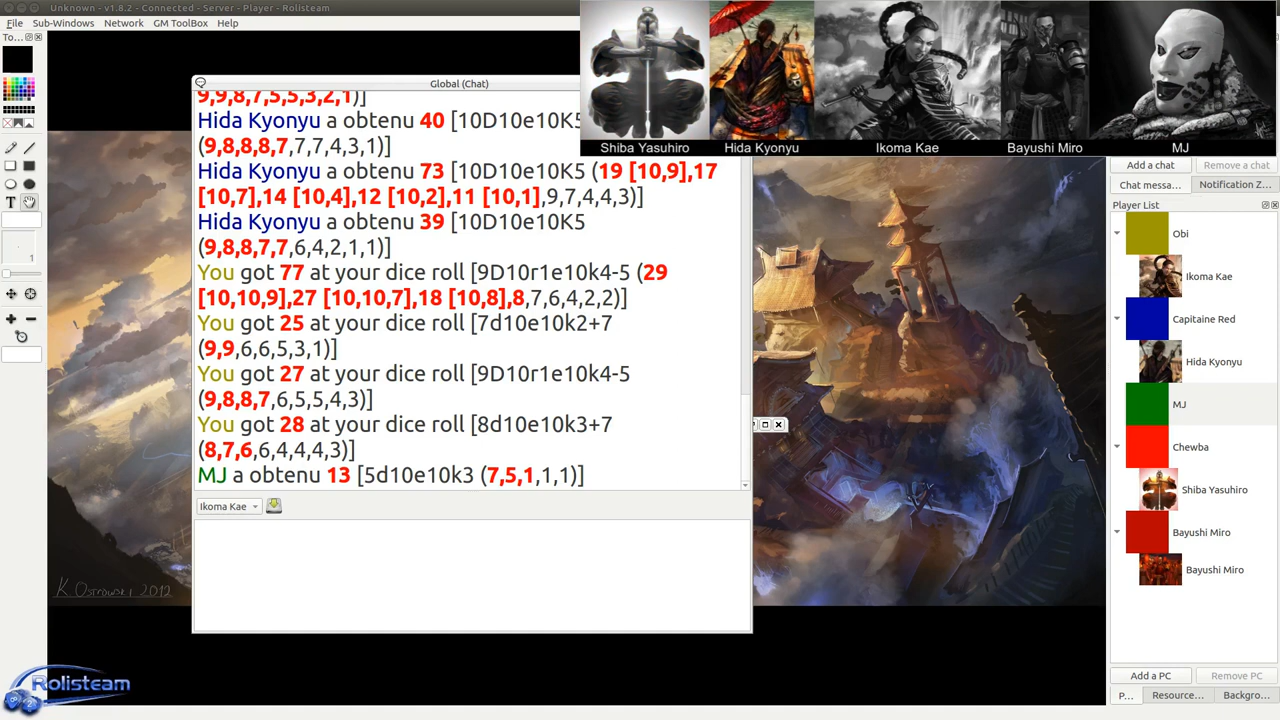 Unknown - v1.8.2 - Connected - Server - Player - Rolisteam
File Sub-Windows Network GM ToolBox Help
To...
T
1
Global (Chat)
9,9,8,7,5,5,3,2,1)]
Hida Kyonyu a obtenu 40 [10D10e10K5
(9,8,8,8,7,7,7,4,3,1)]
Hida Kyonyu a obtenu 73 [10D10e10K5 (19 [10,9],17
[10,7],14 [10,4],12 [10,2],11 [10,1],9,7,4,4,3)]
Hida Kyonyu a obtenu 39 [10D10e10K5
(9,8,8,7,7,6,4,2,1,1)]
You got 77 at your dice roll [9D10r1e10k4-5 (29
[10,10,9],27 [10,10,7],18 [10,8],8,7,6,4,2,2)]
You got 25 at your dice roll [7d10e10k2+7
(9,9,6,6,5,3,1)]
You got 27 at your dice roll [9D10r1e10k4-5
(9,8,8,7,6,5,5,4,3)]
You got 28 at your dice roll [8d10e10k3+7
(8,7,6,6,4,4,4,3)]
MJ a obtenu 13 [5d10e10k3 (7,5,1,1,1)]
Ikoma Kae
Shiba Yasuhiro
Hida Kyonyu
Ikoma Kae
Bayushi Miro
MJ
Add a chat Remove a chat
Chat messa... Notification Z...
Player List
Obi
Ikoma Kae
Capitaine Red
Hida Kyonyu
MJ
Chewba
Shiba Yasuhiro
Bayushi Miro
Bayushi Miro
Add a PC Remove PC
P... Resource... Backgro...
K OSTROWSKI 2012
Rolisteam